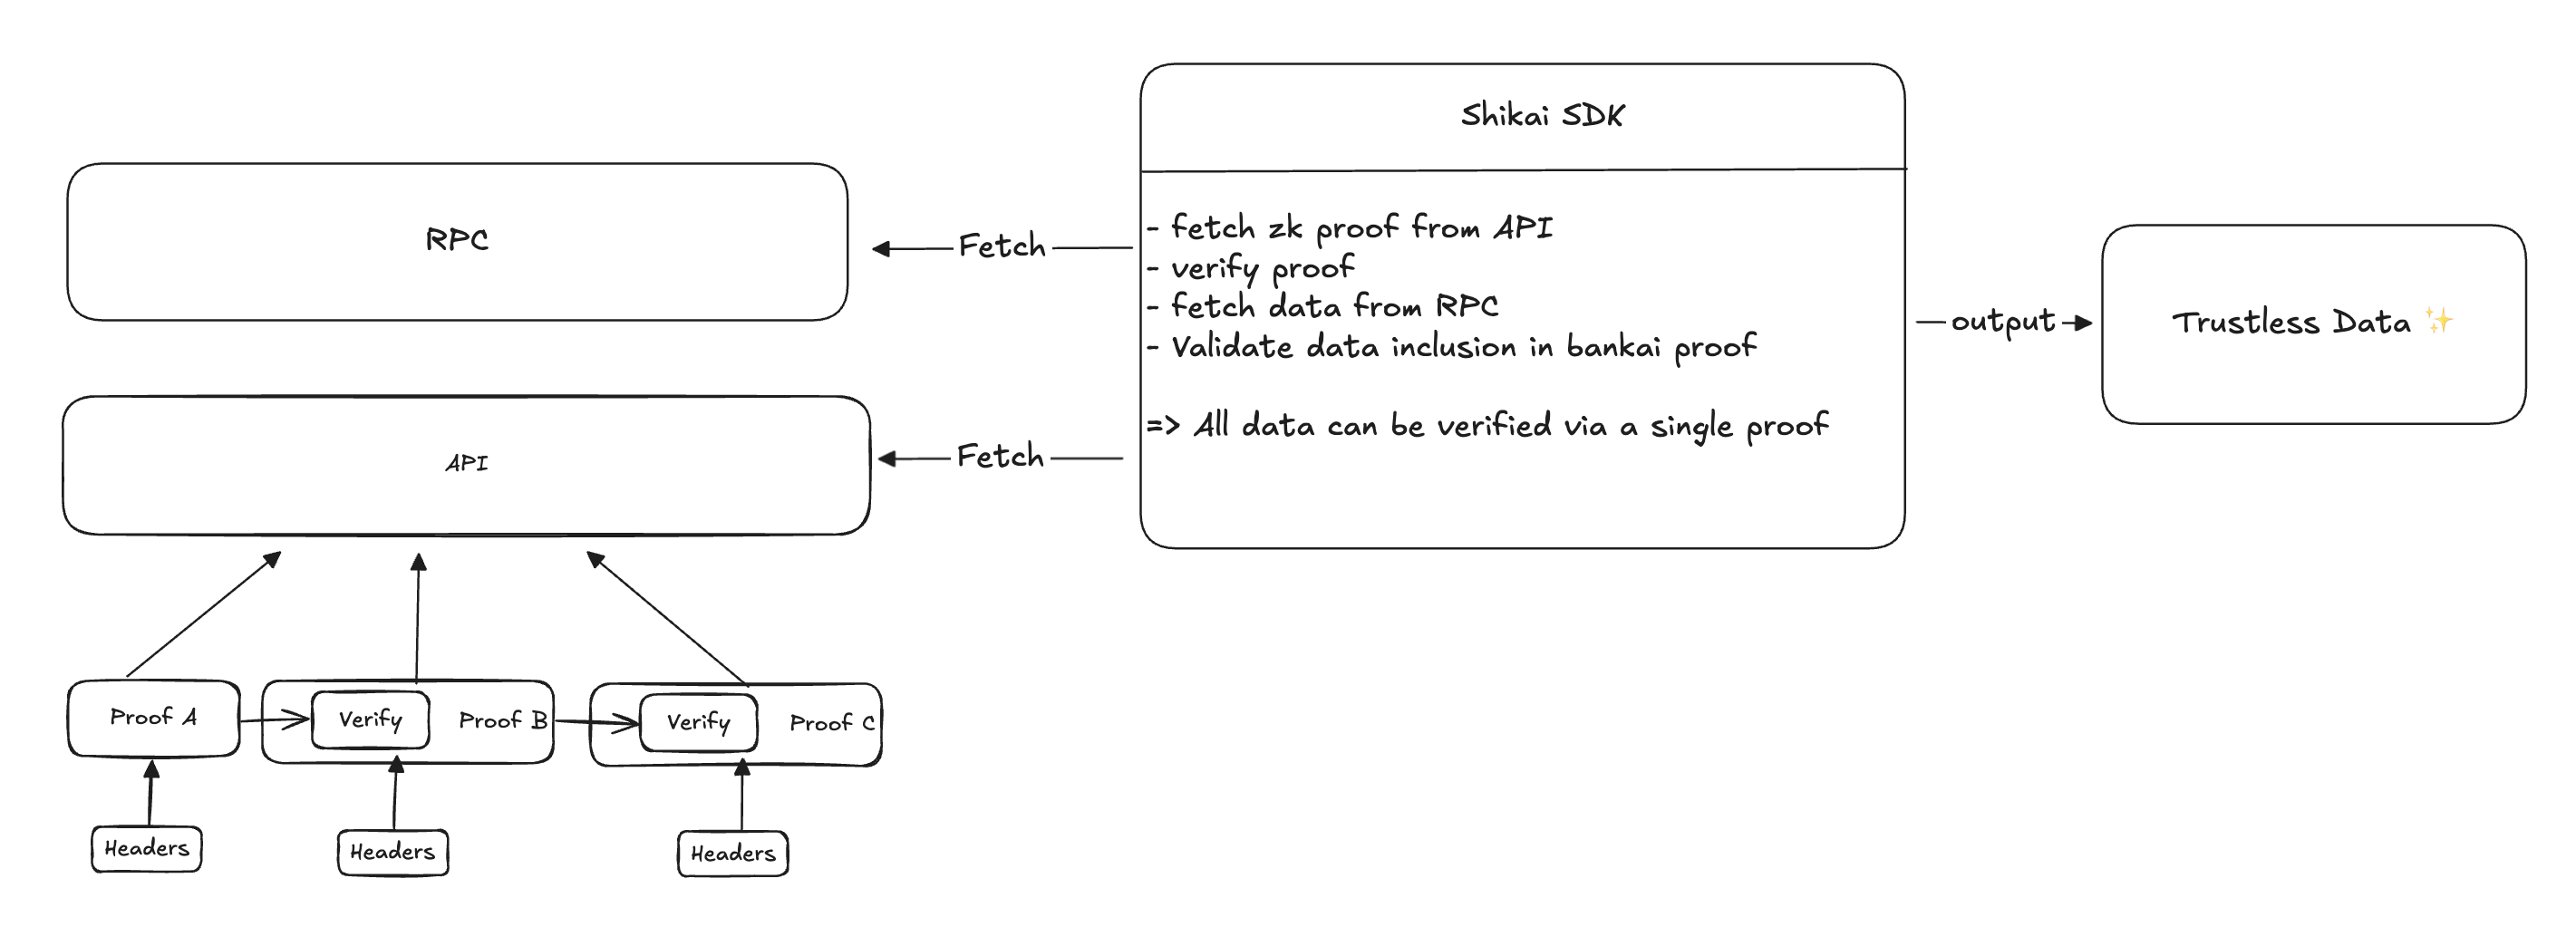 Shikai SDK
RPC
Fetch
- fetch zk proof from API
- verify proof
- fetch data from RPC
- Validate data inclusion in bankai proof
=> All data can be verified via a single proof
output
Trustless Data ✨
API
Fetch
Proof A
Verify
Proof B
Verify
Proof C
Headers
Headers
Headers